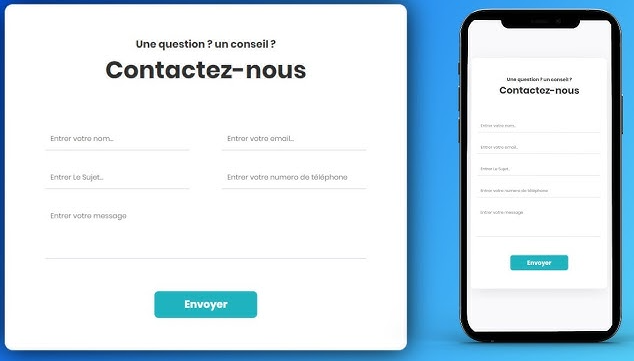 Une question ? un conseil ?
Contactez-nous
Entrer votre nom...
Entrer votre email...
Entrer Le Sujet...
Entrer votre numero de téléphone
Entrer votre message
Envoyer
Une question ? un conseil ?
Contactez-nous
Entrer votre nom...
Entrer votre email...
Entrer Le Sujet...
Entrer votre numero de téléphone
Entrer votre message
Envoyer